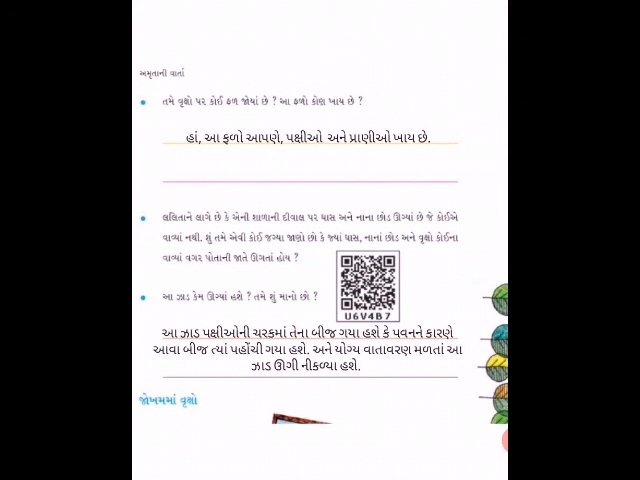 અમૃતાની વાર્તા
તમે વૃક્ષો પર કોઈ ફળ જોયાં છે ? આ ફળો કોણ ખાય છે ?
હાં, આ ફળો આપણે, પક્ષીઓ અને પ્રાણીઓ ખાય છે.
લલિતાને લાગે છે કે એની શાળાની દીવાલ પર ઘાસ અને નાના છોડ ઊગ્યાં છે જે કોઈએ
વાવ્યાં નથી. શું તમે એવી કોઈ જગ્યા જાણો છો કે જ્યાં ઘાસ, નાનાં છોડ અને વૃક્ષો કોઈના
વાવ્યાં વગર પોતાની જાતે ઊગતાં હોય ?
U6V4B7
આ ઝાડ કેમ ઊગ્યાં હશે ? તમે શું માનો છો ?
આ ઝાડ પક્ષીઓની ચરકમાં તેના બીજ ગયા હશે કે પવનને કારણે
આવા બીજ ત્યાં પહોંચી ગયા હશે. અને યોગ્ય વાતાવરણ મળતાં આ
ઝાડ ઊગી નીકળ્યા હશે.
જોખમમાં વૃક્ષો